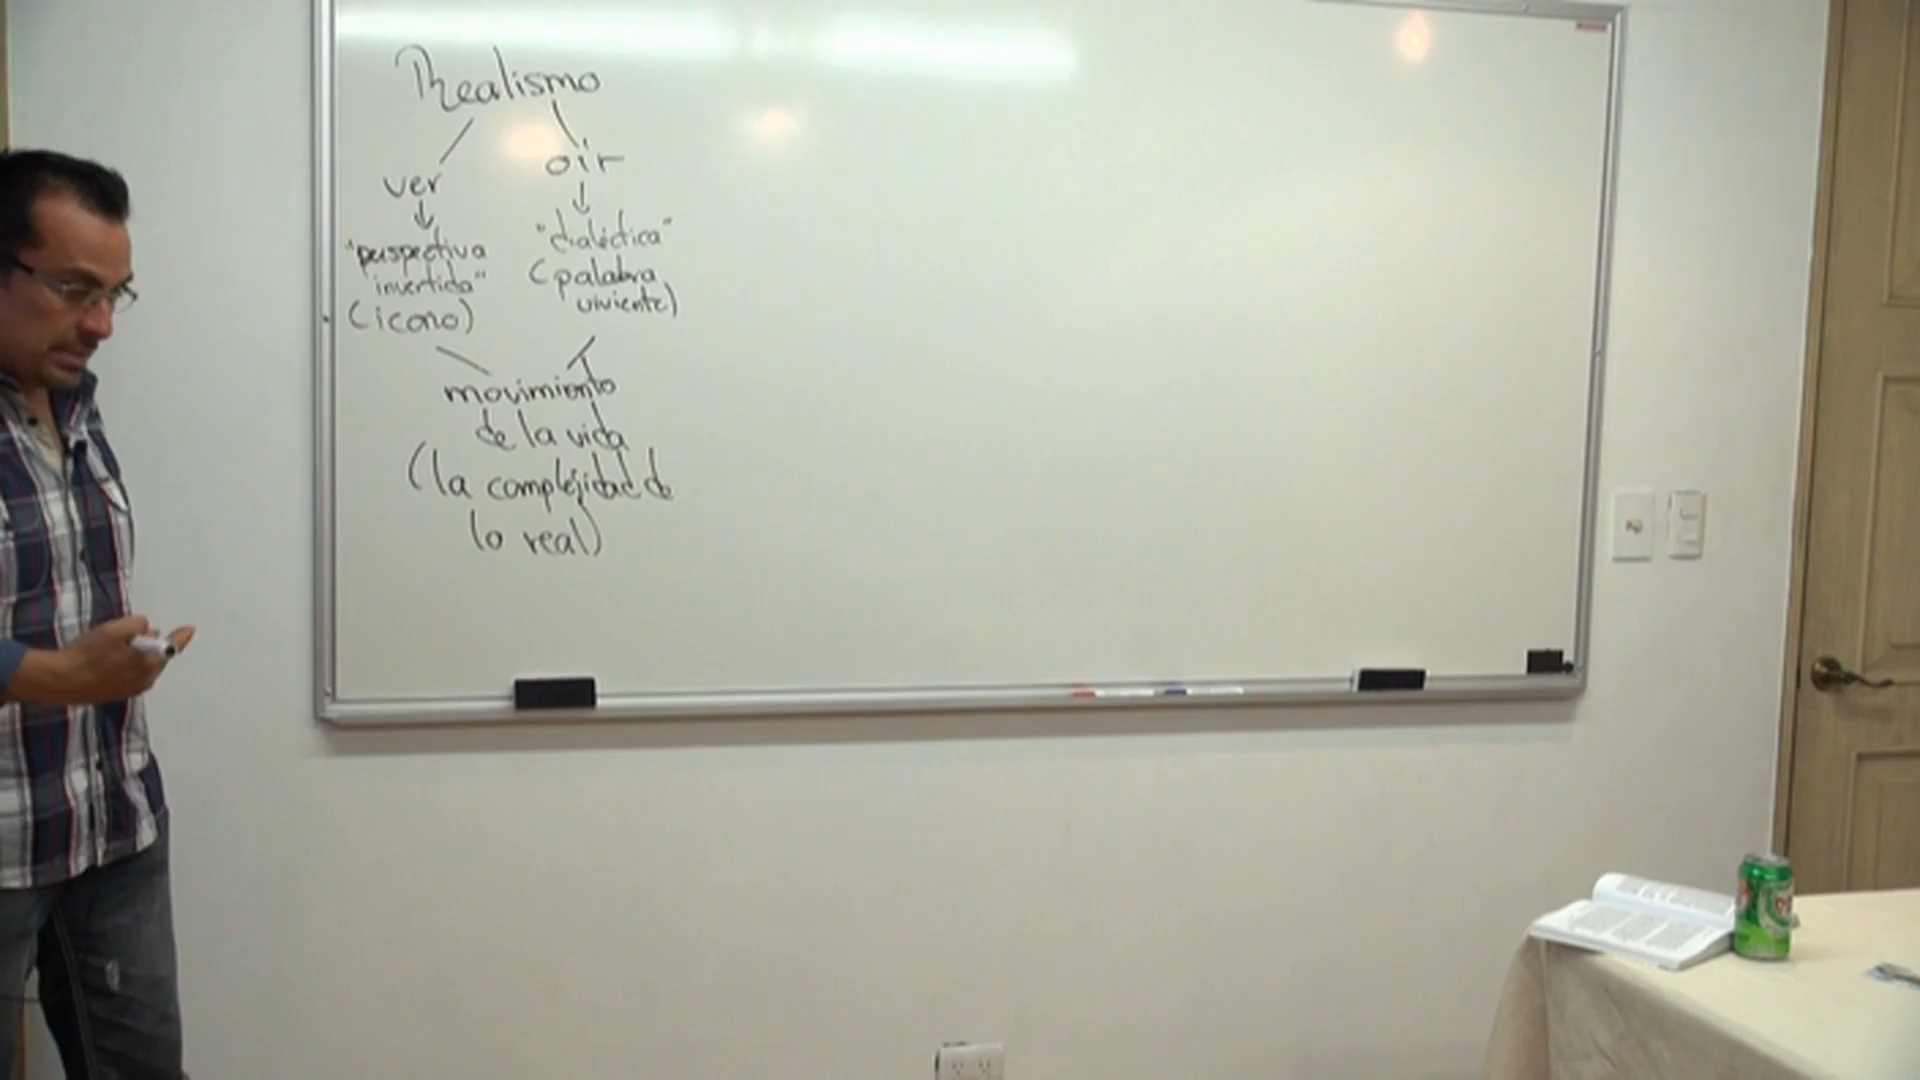 Realismo
ver
oir
"perspectiva
invertida"
(icono)
"dialéctica"
(palabra
viviente)
movimiento
de la vida
(la complejidad de
lo real)